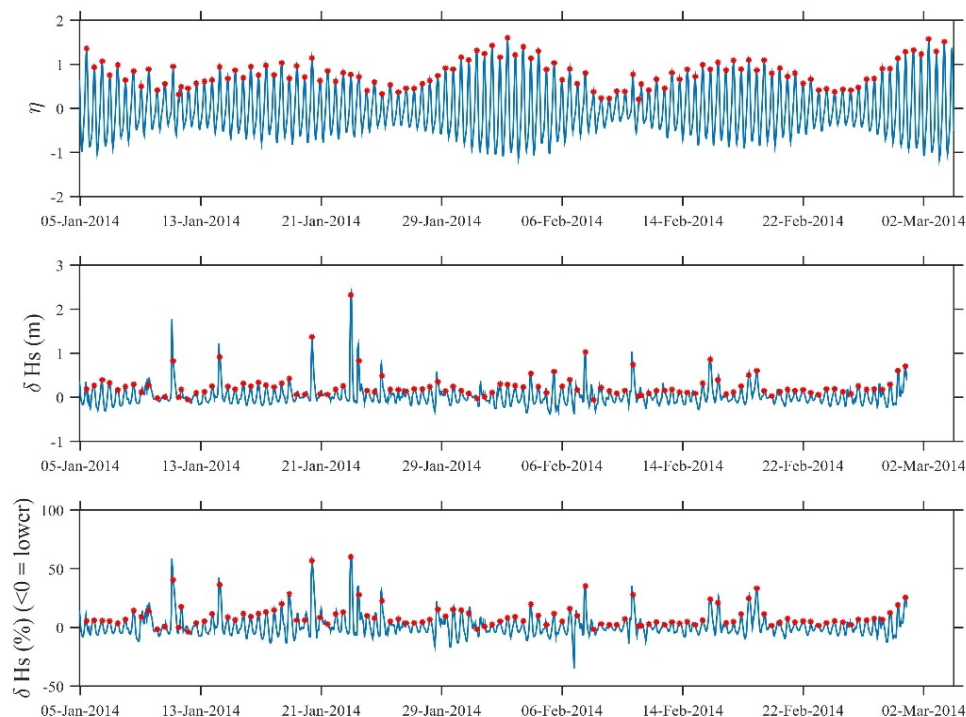 2
1
0
-1
-2
η
05-Jan-2014 13-Jan-2014 21-Jan-2014 29-Jan-2014 06-Feb-2014 14-Feb-2014 22-Feb-2014 02-Mar-2014
3
2
1
0
-1
δ Hs (m)
05-Jan-2014 13-Jan-2014 21-Jan-2014 29-Jan-2014 06-Feb-2014 14-Feb-2014 22-Feb-2014 02-Mar-2014
100
50
0
-50
δ Hs (%) (<0 = lower)
05-Jan-2014 13-Jan-2014 21-Jan-2014 29-Jan-2014 06-Feb-2014 14-Feb-2014 22-Feb-2014 02-Mar-2014